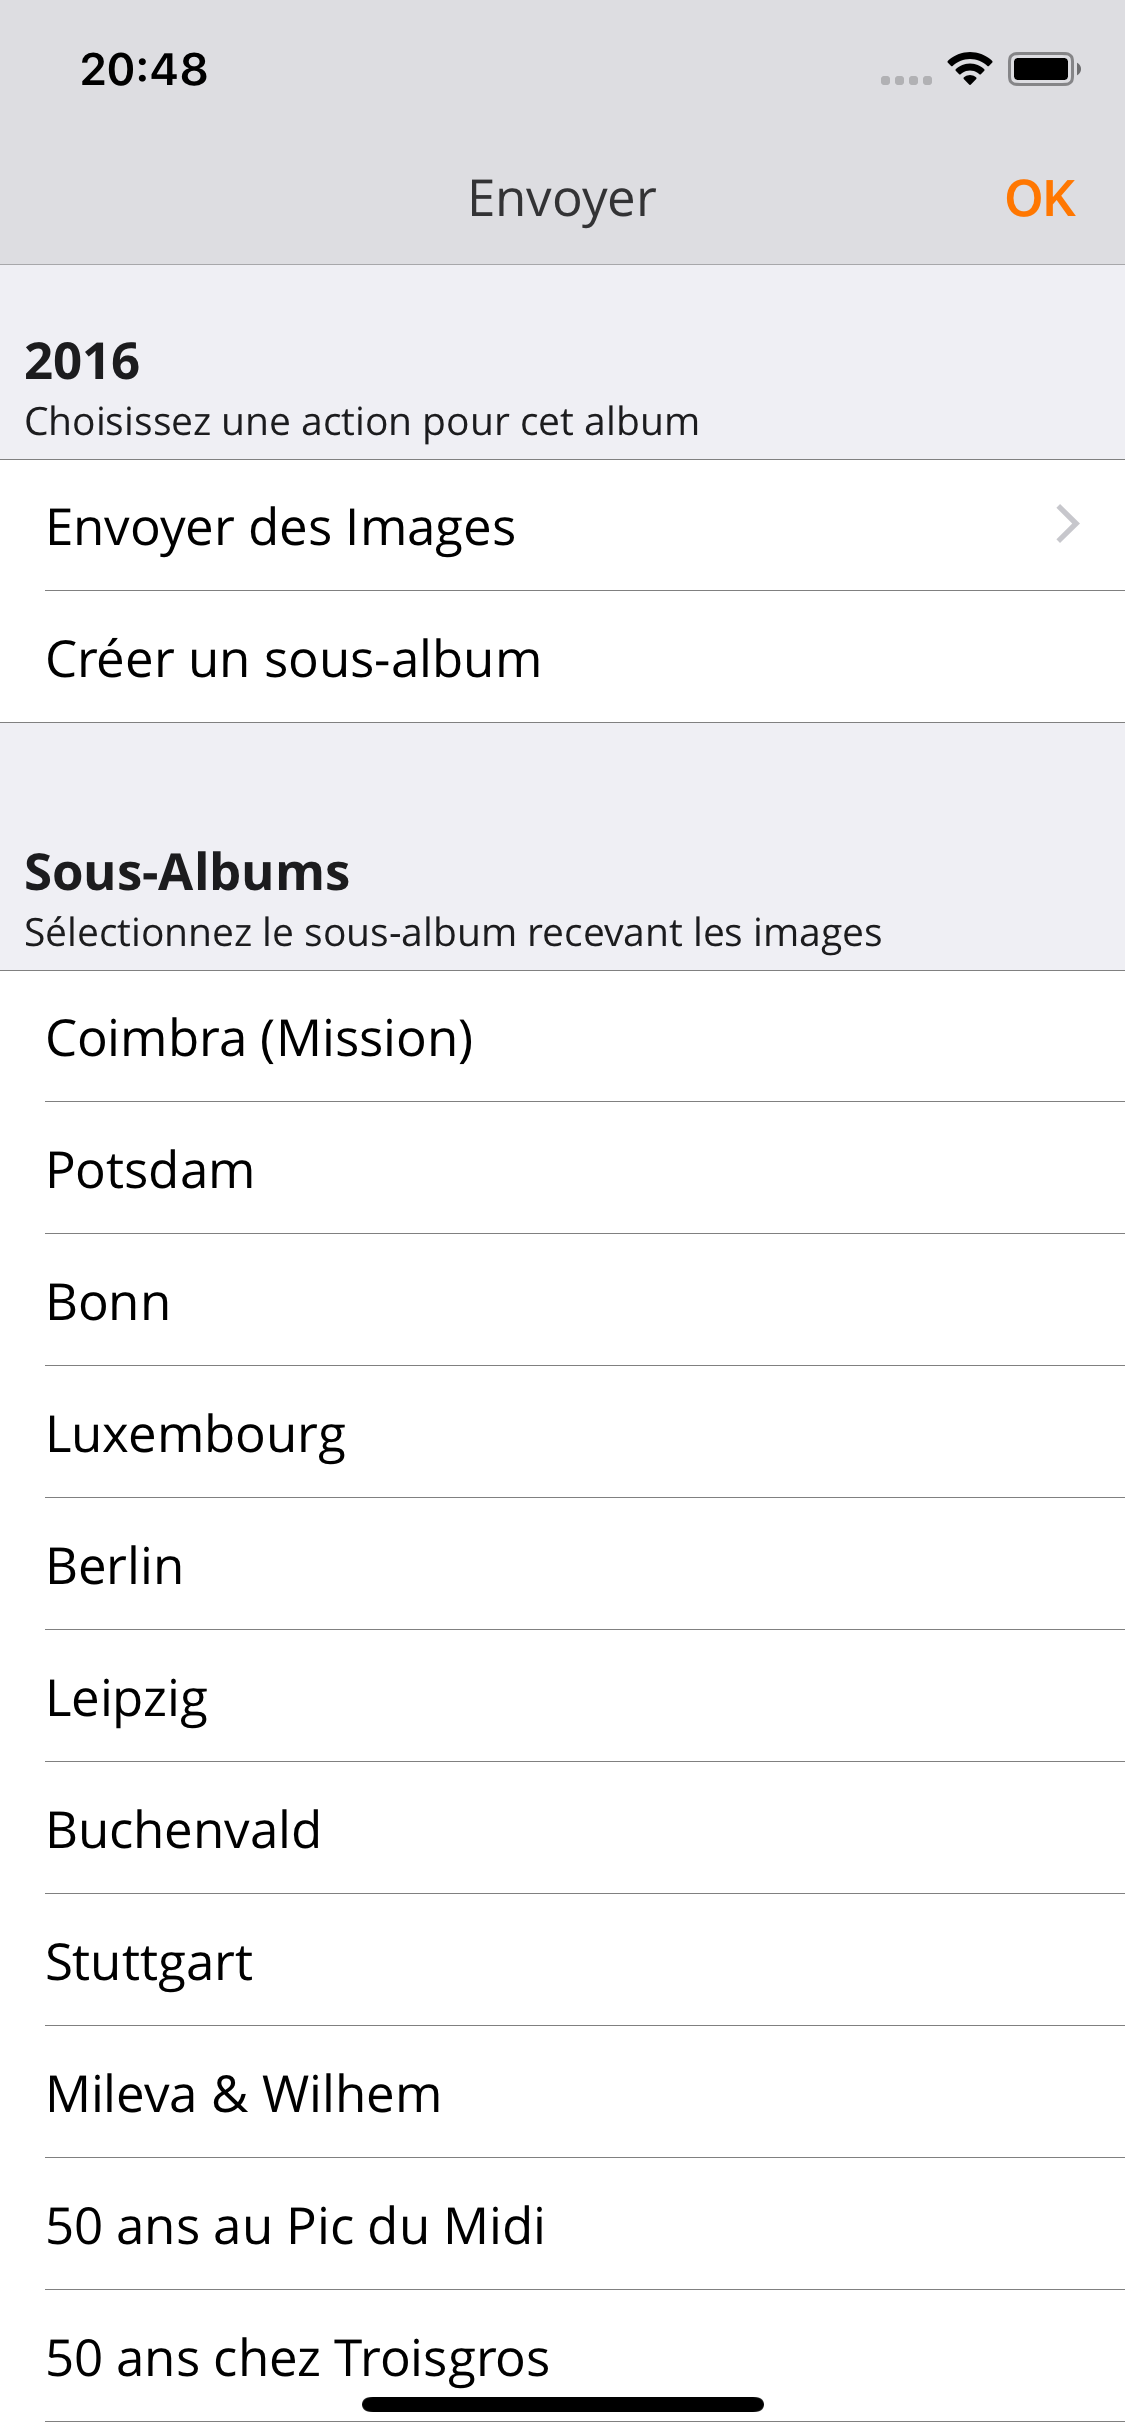 20:48
Envoyer
OK
2016
Choisissez une action pour cet album
Envoyer des Images
Créer un sous-album
Sous-Albums
Sélectionnez le sous-album recevant les images
Coimbra (Mission)
Potsdam
Bonn
Luxembourg
Berlin
Leipzig
Buchenvald
Stuttgart
Mileva & Wilhem
50 ans au Pic du Midi
50 ans chez Troisgros